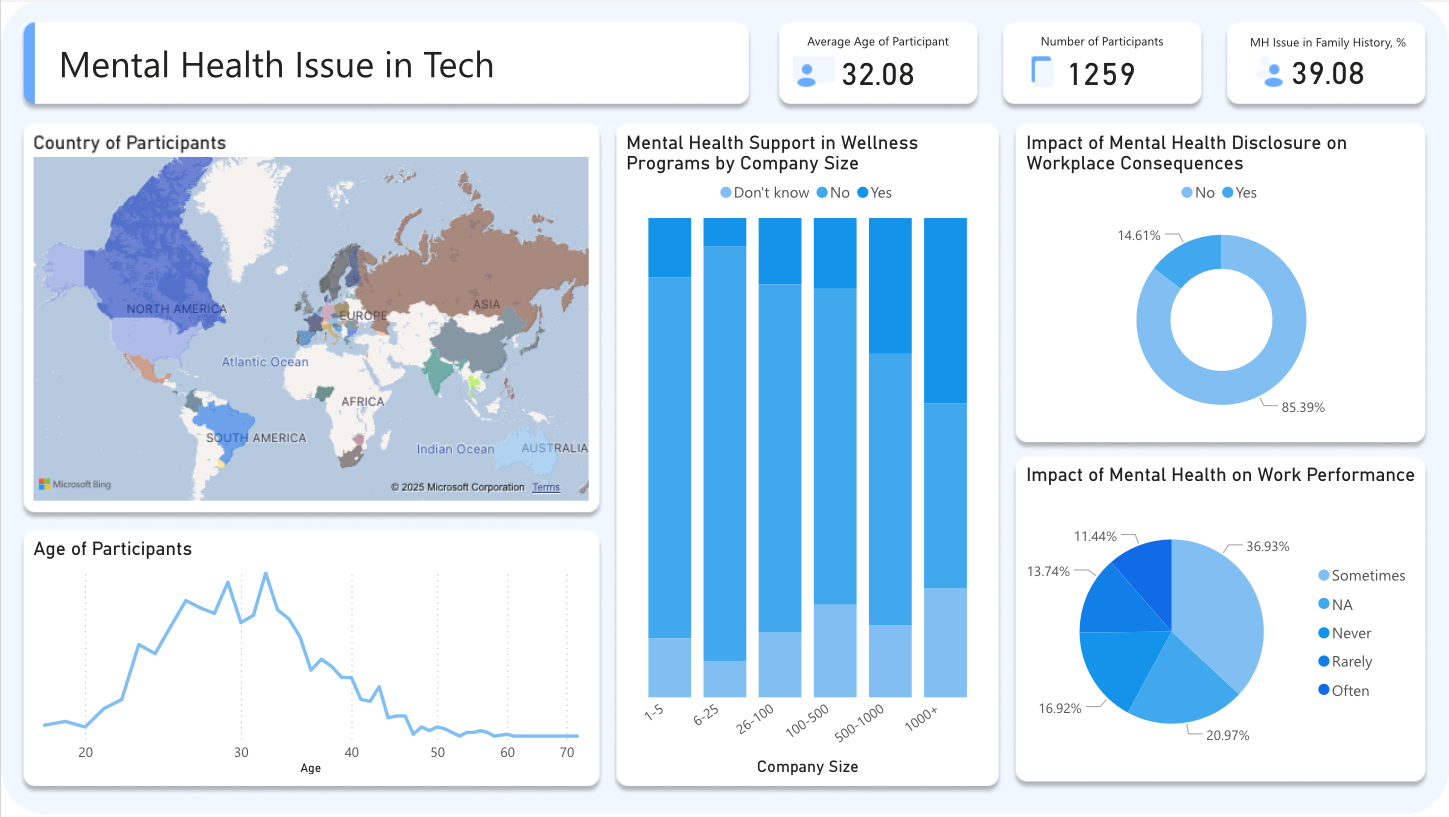 Mental Health Issue in Tech
Average Age of Participant
32.08
Number of Participants
1259
MH Issue in Family History, %
39.08
Country of Participants
NORTH AMERICA
EUROPE
ASIA
Atlantic Ocean
AFRICA
SOUTH AMERICA
Indian Ocean
AUSTRALIA
Microsoft Bing
© 2025 Microsoft Corporation Terms
Age of Participants
20 30 40 50 60 70
Age
Mental Health Support in Wellness
Programs by Company Size
Don't know No Yes
1-5 6-25 26-100 100-500 500-1000 1000+
Company Size
Impact of Mental Health Disclosure on
Workplace Consequences
No Yes
14.61%
85.39%
Impact of Mental Health on Work Performance
11.44%
36.93%
13.74%
16.92%
20.97%
Sometimes
NA
Never
Rarely
Often